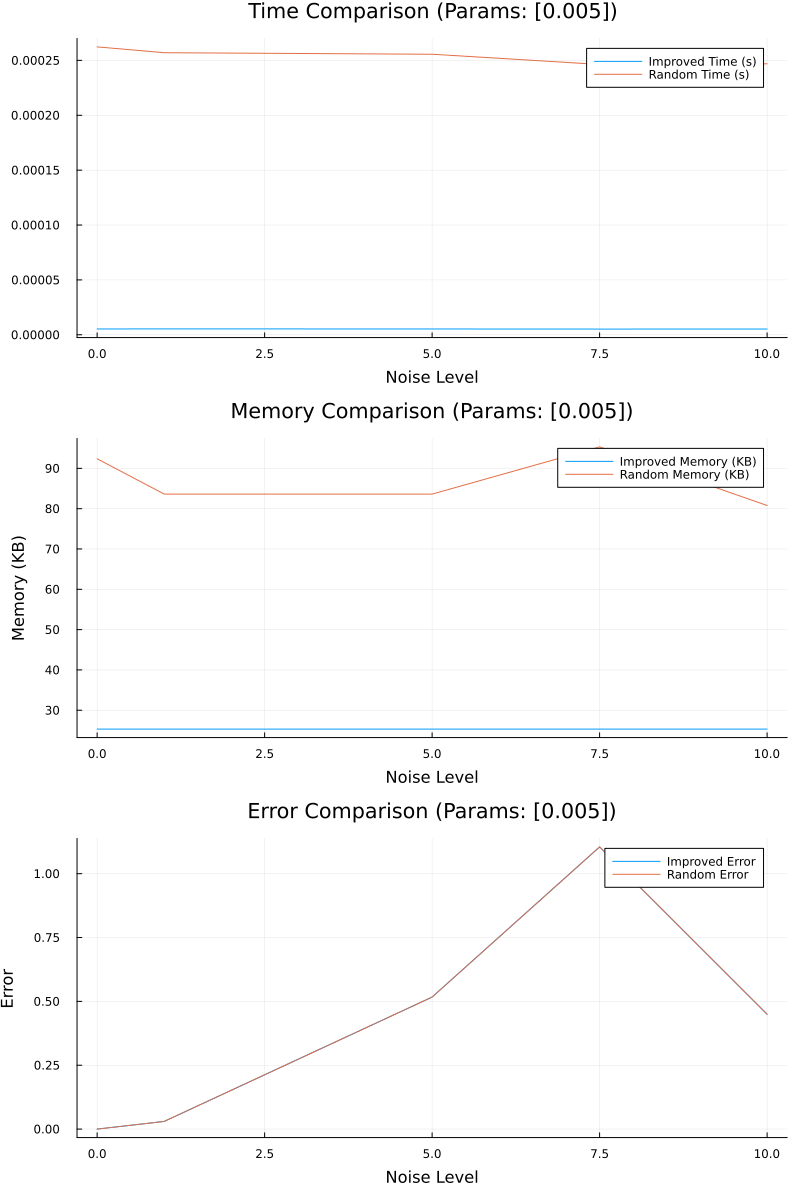 Time Comparison (Params: [0.005])
0.00025
0.00020
0.00015
0.00010
0.00005
0.00000
Improved Time (s)
Random Time (s)
0.0 2.5 5.0 7.5 10.0
Noise Level
Memory Comparison (Params: [0.005])
Memory (KB)
90
80
70
60
50
40
30
Improved Memory (KB)
Random Memory (KB)
0.0 2.5 5.0 7.5 10.0
Noise Level
Error Comparison (Params: [0.005])
Error
1.00
0.75
0.50
0.25
0.00
Improved Error
Random Error
0.0 2.5 5.0 7.5 10.0
Noise Level